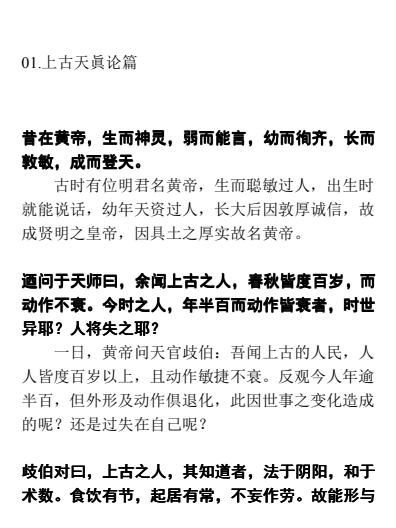 01.上古天真论篇
昔在黄帝，生而神灵，弱而能言，幼而徇齐，长而
敦敏，成而登天。
古时有位明君名黄帝，生而聪敏过人，出生时
就能说话，幼年天资过人，长大后因敦厚诚信，故
成贤明之皇帝，因具土之厚实故名黄帝。
迺问于天师曰，余闻上古之人，春秋皆度百岁，而
动作不衰。今时之人，年半百而动作皆衰者，时世
异耶？人将失之耶？
一日，黄帝问天官歧伯：吾闻上古的人民，人
人皆度百岁以上，且动作敏捷不衰。反观今人年逾
半百，但外形及动作俱退化，此因世事之变化造成
的呢？还是过失在自己呢？
歧伯对曰，上古之人，其知道者，法于阴阳，和于
术数。食饮有节，起居有常，不妄作劳。故能形与